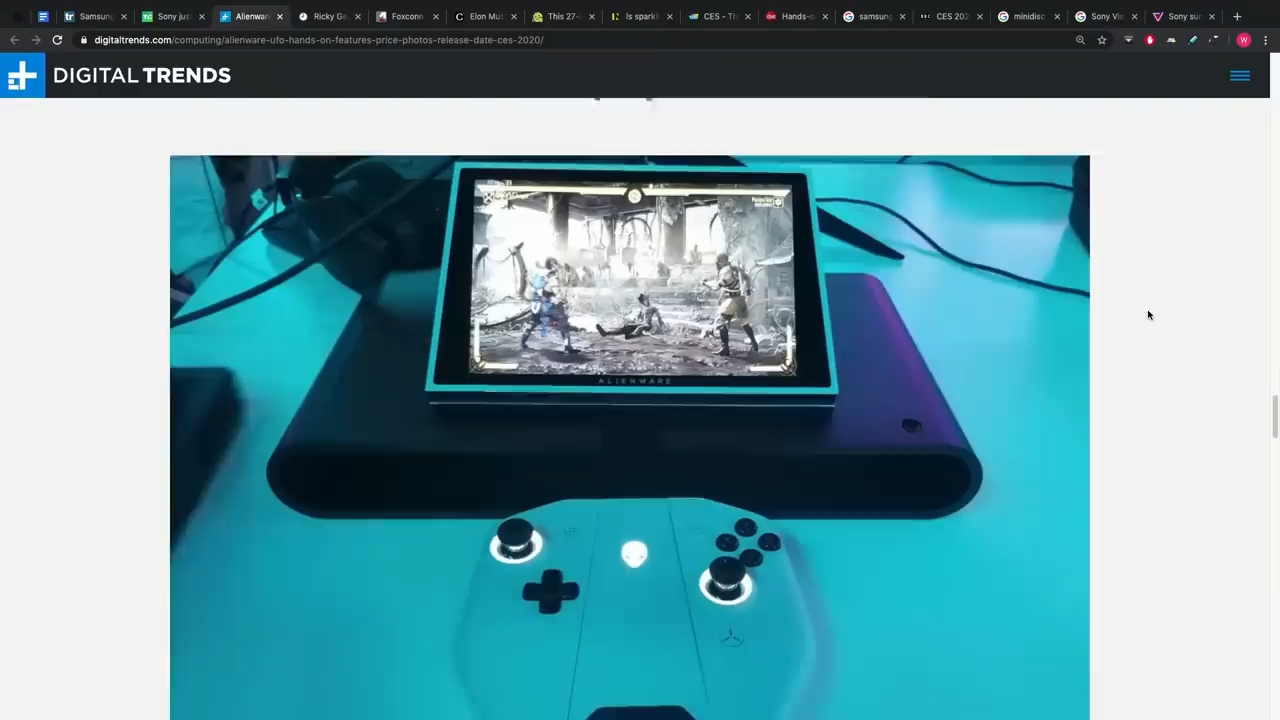 Samsung
Sony jus
Alienware
Ricky Ge
Foxconn
Elon Mus
This 27-i
Is sparkli
CES - Th
Hands-o
samsung
CES 202
minidisc
Sony Vis
Sony sur
digitaltrends.com/computing/alienware-ufo-hands-on-features-price-photos-release-date-ces-2020/
W
DIGITAL TRENDS
ALIENWARE